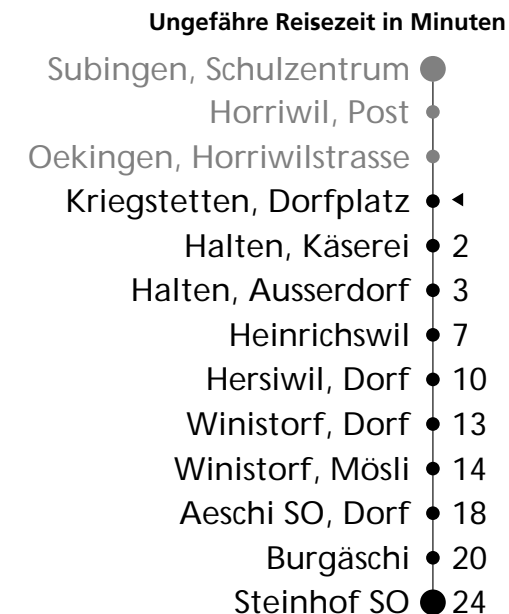 Ungefähre Reisezeit in Minuten
Subingen, Schulzentrum
Horriwil, Post
Oekingen, Horriwilstrasse
Kriegstetten, Dorfplatz
Halten, Käserei 2
Halten, Ausserdorf 3
Heinrichswil 7
Hersiwil, Dorf 10
Winistorf, Dorf 13
Winistorf, Mösli 14
Aeschi SO, Dorf 18
Burgäschi 20
Steinhof SO 24